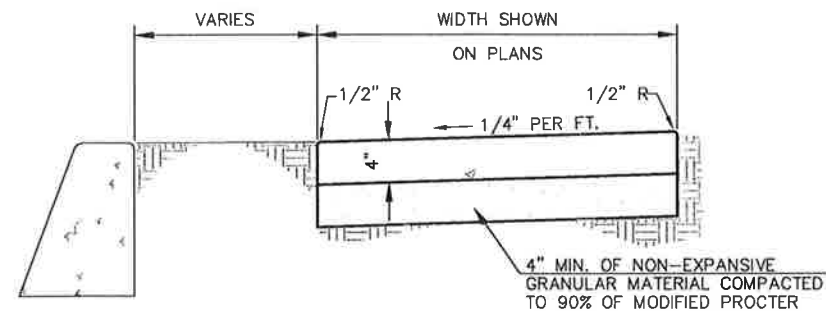 VARIES
WIDTH SHOWN
ON PLANS
1/2" R
1/2" R
1/4" PER FT.
4"
4" MIN. OF NON-EXPANSIVE
GRANULAR MATERIAL COMPACTED
TO 90% OF MODIFIED PROCTER